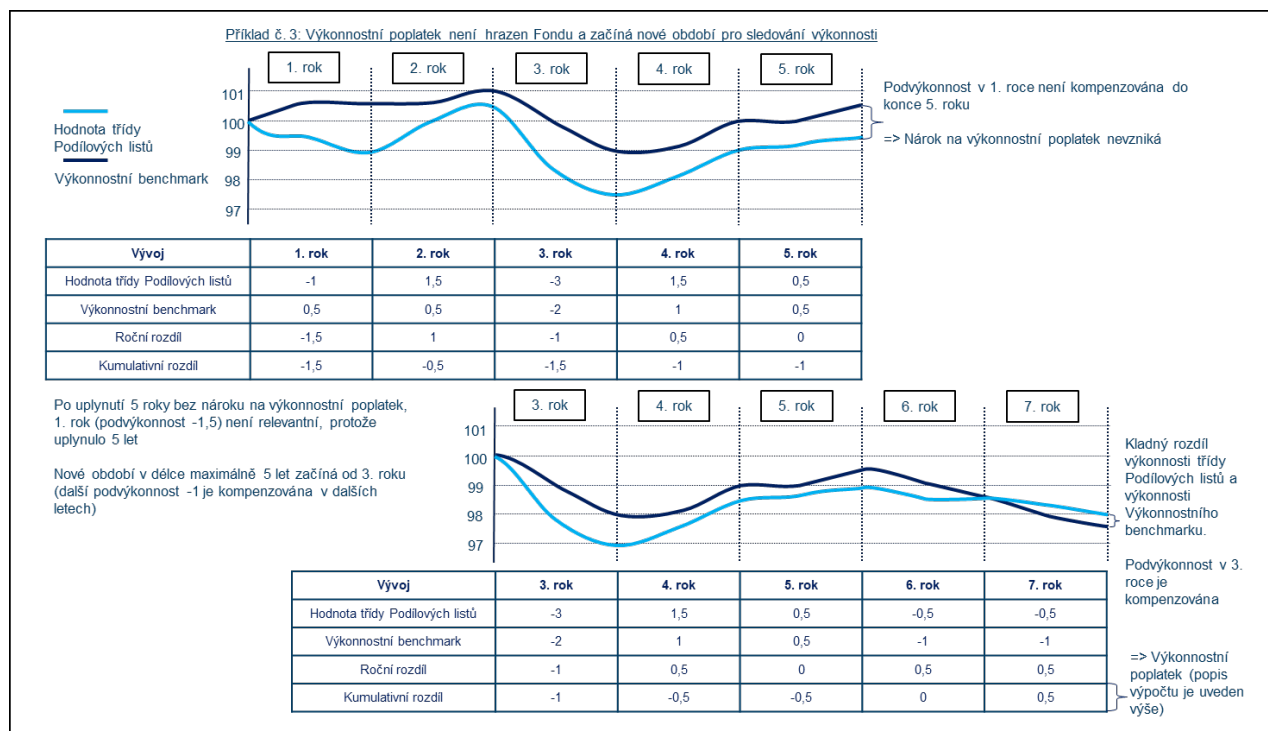 Příklad č. 3: Výkonnostní poplatek není hrazen Fondu a začíná nové období pro sledování výkonnosti
1. rok
2. rok
3. rok
4. rok
5. rok
101
100
99
98
97
Hodnota třídy
Podílových listů
Výkonnostní benchmark
Podvýkonnost v 1. roce není kompenzována do
konce 5. roku
=> Nárok na výkonnostní poplatek nevzniká
Vývoj 1. rok 2. rok 3. rok 4. rok 5. rok
Hodnota třídy Podílových listů -1 1,5 -3 1,5 0,5
Výkonnostní benchmark 0,5 0,5 -2 1 0,5
Roční rozdíl -1,5 1 -1 0,5 0
Kumulativní rozdíl -1,5 -0,5 -1,5 -1 -1
Po uplynutí 5 roky bez nároku na výkonnostní poplatek,
1. rok (podvýkonnost -1,5) není relevantní, protože
uplynulo 5 let
Nové období v délce maximálně 5 let začíná od 3. roku
(další podvýkonnost -1 je kompenzována v dalších
letech)
3. rok
4. rok
5. rok
6. rok
7. rok
101
100
99
98
97
Kladný rozdíl
výkonnosti třídy
Podílových listů a
výkonnosti
Výkonnostního
benchmarku.
Podvýkonnost v 3.
roce je
kompenzována
Vývoj 3. rok 4. rok 5. rok 6. rok 7. rok
Hodnota třídy Podílových listů -3 1,5 0,5 -0,5 -0,5
Výkonnostní benchmark -2 1 0,5 -1 -1
Roční rozdíl -1 0,5 0 0,5 0,5
Kumulativní rozdíl -1 -0,5 -0,5 0 0,5
=> Výkonnostní
poplatek (popis
výpočtu je uveden
výše)